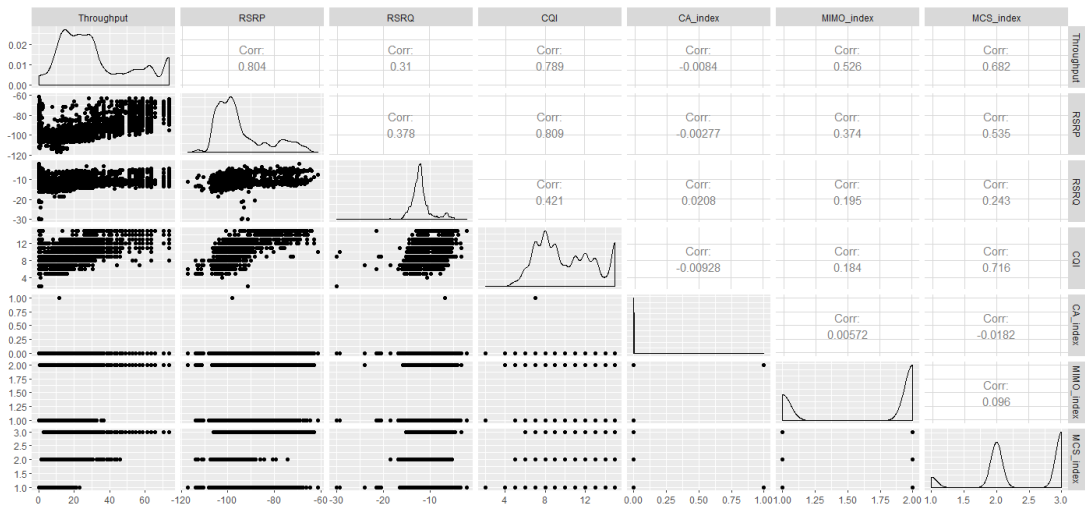 Throughput RSRP RSRQ CQI CA_index MIMO_index MCS_index
0.02
0.01
0.00
Corr:
0.804
Corr:
0.31
Corr:
0.789
Corr:
-0.0084
Corr:
0.526
Corr:
0.682
Throughput
-60
-80
-100
-120
Corr:
0.378
Corr:
0.809
Corr:
-0.00277
Corr:
0.374
Corr:
0.535
RSRP
-10
-20
-30
Corr:
0.421
Corr:
0.0208
Corr:
0.195
Corr:
0.243
RSRQ
12
8
4
Corr:
-0.00928
Corr:
0.184
Corr:
0.716
CQI
1.00
0.75
0.50
0.25
0.00
Corr:
0.00572
Corr:
-0.0182
CA_index
2.00
1.75
1.50
1.25
1.00
Corr:
0.096
MIMO_index
3.0
2.5
2.0
1.5
1.0
MCS_index
0 20 40 60 -120 -100 -80 -60 -30 -20 -10 4 8 12 0.00 0.25 0.50 0.75 1.00 1.00 1.25 1.50 1.75 2.00 1.0 1.5 2.0 2.5 3.0